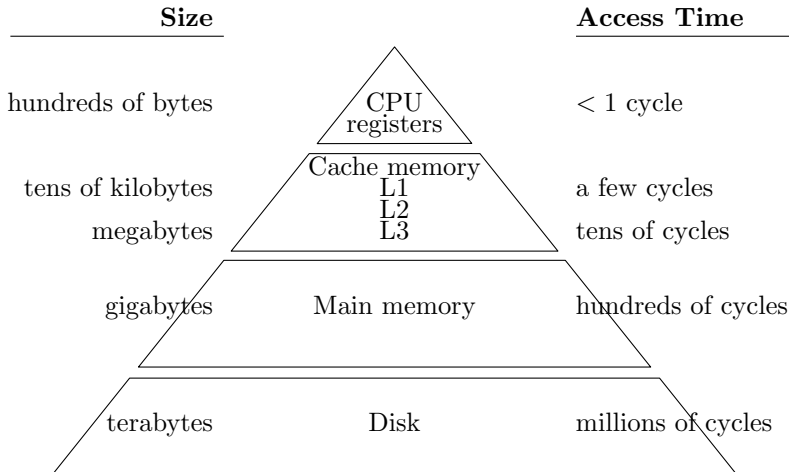 Size Access Time
hundreds of bytes CPU < 1 cycle
registers
Cache memory
tens of kilobytes L1 a few cycles
L2
megabytes L3 tens of cycles
gigabytes Main memory hundreds of cycles
terabytes Disk millions of cycles